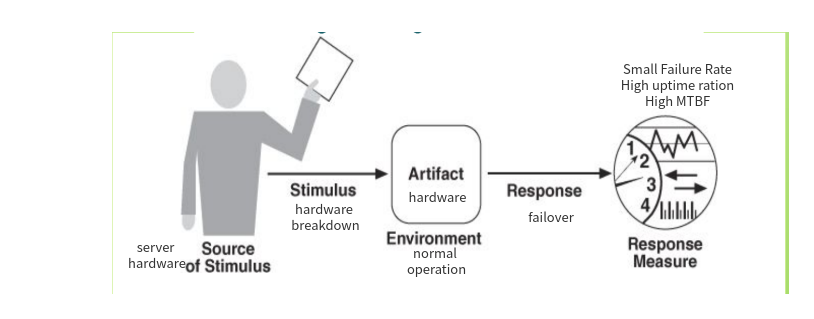 Small Failure Rate
High uptime ration
High MTBF
1
2
3
4
Artifact
hardware
Stimulus
hardware
breakdown
Response
failover
Environment
normal
operation
server
hardware
Source
of Stimulus
Response
Measure